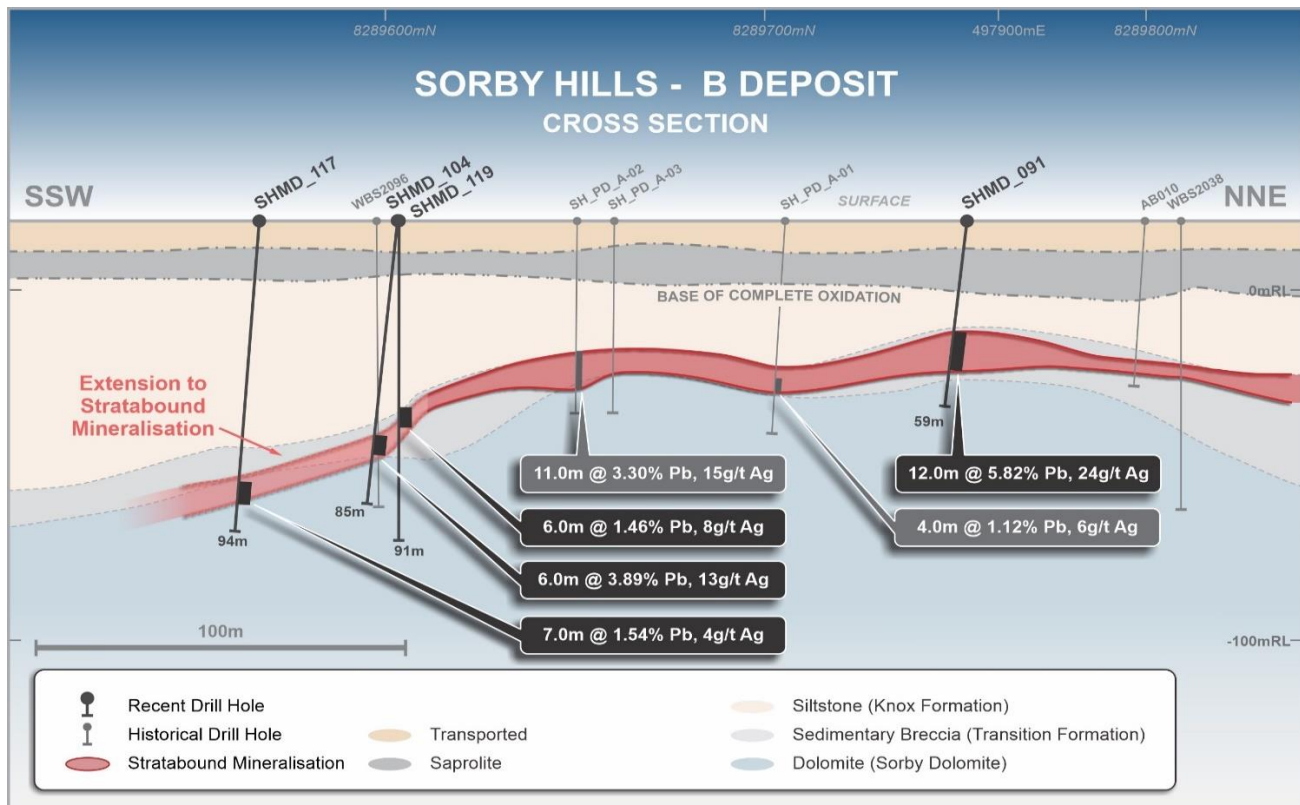 8289600mN
8289700mN
497900mE
8289800mN
SORBY HILLS - B DEPOSIT
CROSS SECTION
SSW
SHMD_117
WBS2096
SHMD_104
SHMD_119
SH_PD_A-02
SH_PD_A-03
SH_PD_A-01
SURFACE
SHMD_091
AB010
WBS2038
NNE
BASE OF COMPLETE OXIDATION
0mRL
Extension to
Stratabound
Mineralisation
59m
11.0m @ 3.30% Pb, 15g/t Ag
12.0m @ 5.82% Pb, 24g/t Ag
85m
94m
91m
6.0m @ 1.46% Pb, 8g/t Ag
4.0m @ 1.12% Pb, 6g/t Ag
6.0m @ 3.89% Pb, 13g/t Ag
7.0m @ 1.54% Pb, 4g/t Ag
100m
-100mRL
Recent Drill Hole
Historical Drill Hole
Stratabound Mineralisation
Transported
Saprolite
Siltstone (Knox Formation)
Sedimentary Breccia (Transition Formation)
Dolomite (Sorby Dolomite)